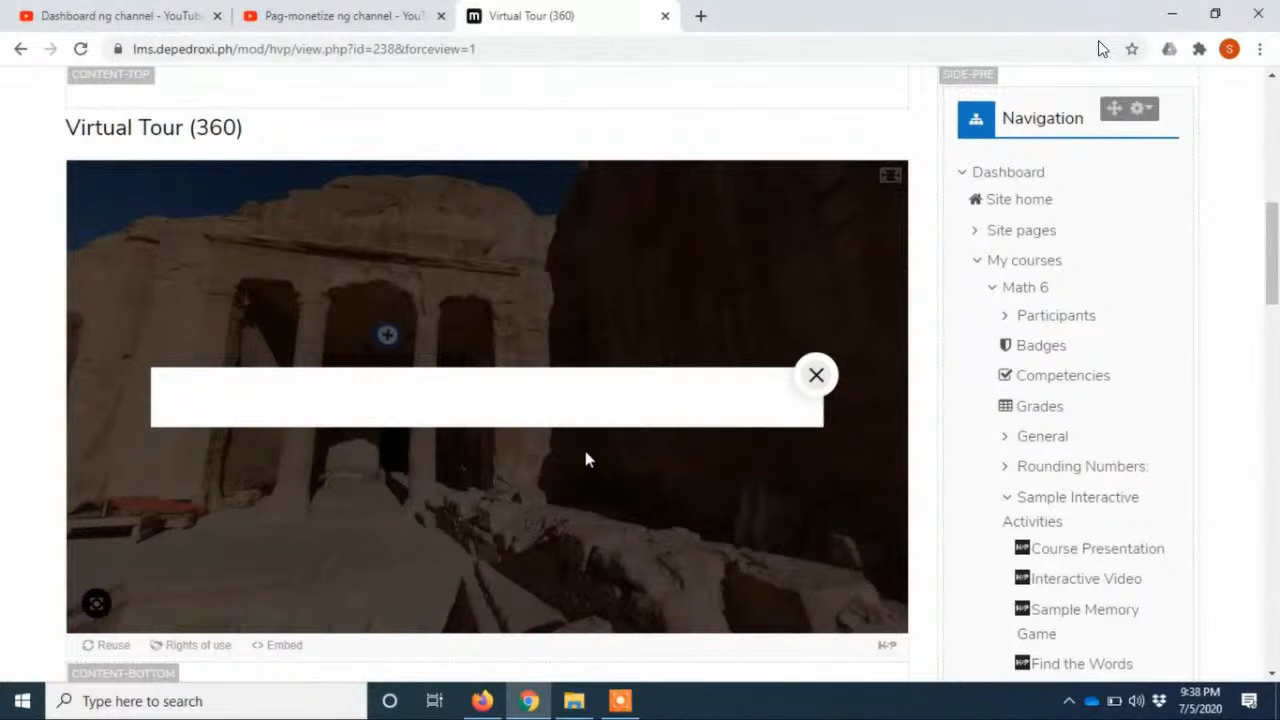 Dashboard ng channel - YouTub
Pag-monetize ng channel - YouT
m Virtual Tour (360)
lms.depedroxi.ph/mod/hvp/view.php?id=238&forceview=1
S
CONTENT-TOP
SIDE-PRE
Virtual Tour (360)
Navigation
Dashboard
Site home
Site pages
My courses
Math 6
Participants
Badges
Competencies
Grades
General
Rounding Numbers:
Sample Interactive
Activities
H-P Course Presentation
H-P Interactive Video
H-P Sample Memory
Game
H-P Find the Words
Reuse
Rights of use
<> Embed
H-P
CONTENT-BOTTOM
Type here to search
9:38 PM
7/5/2020